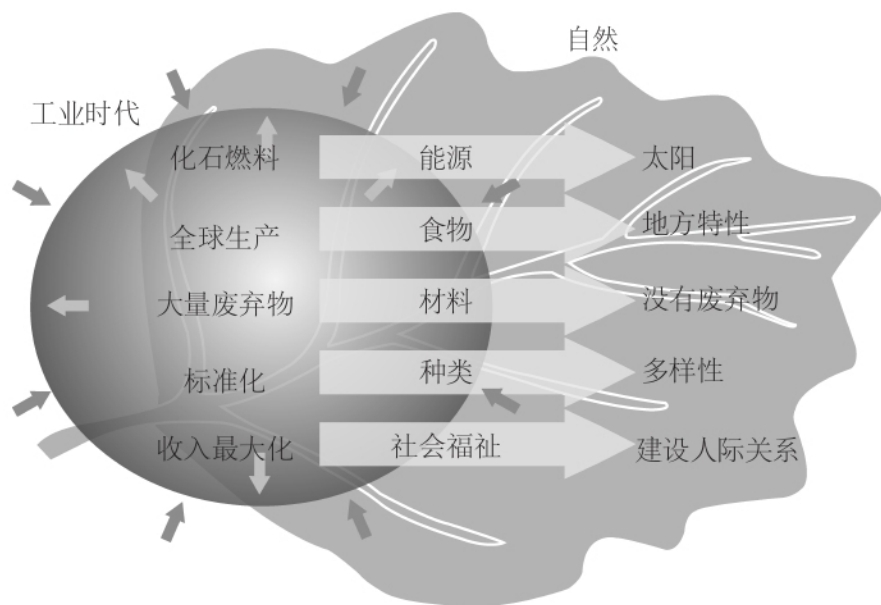 自然
工业时代
化石燃料 能源 太阳
全球生产 食物 地方特性
大量废弃物 材料 没有废弃物
标准化 种类 多样性
收入最大化 社会福祉 建设人际关系